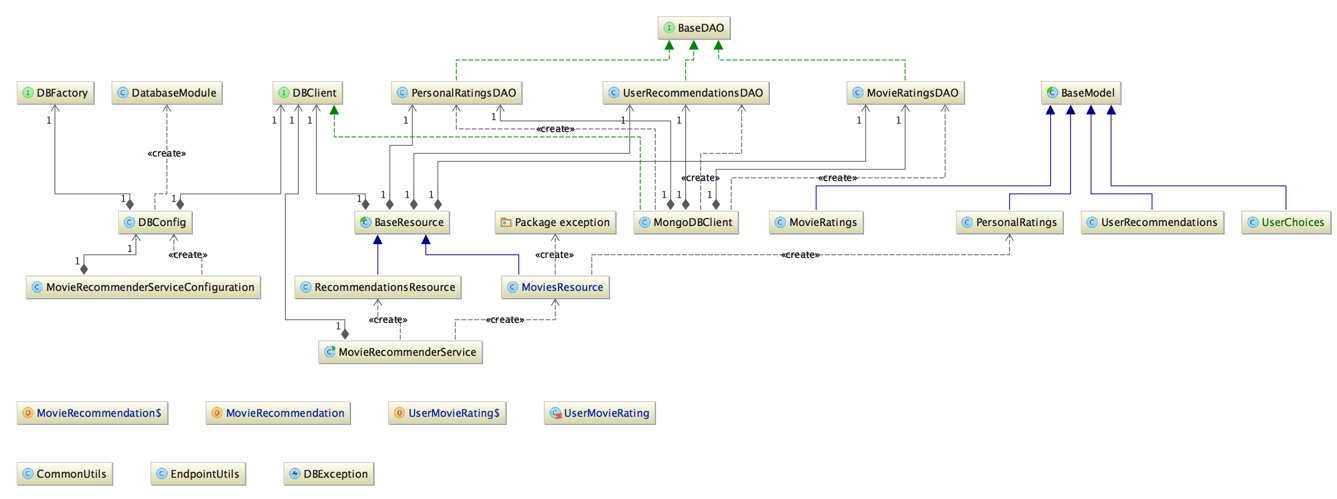 BaseDAO
DBFactory
DatabaseModule
DBClient
PersonalRatingsDAO
UserRecommendationsDAO
MovieRatingsDAO
BaseModel
1
1
1
1
1
1
1
1
1
1
«create»
«create»
«create»
«create»
1
1
1
1
1
1
1
1
DBConfig
BaseResource
Package exception
MongoDBClient
MovieRatings
PersonalRatings
UserRecommendations
UserChoices
1
1
«create»
«create»
«create»
MovieRecommenderServiceConfiguration
RecommendationsResource
MoviesResource
1
«create»
«create»
MovieRecommenderService
MovieRecommendation$
MovieRecommendation
UserMovieRating$
UserMovieRating
CommonUtils
EndpointUtils
DBException